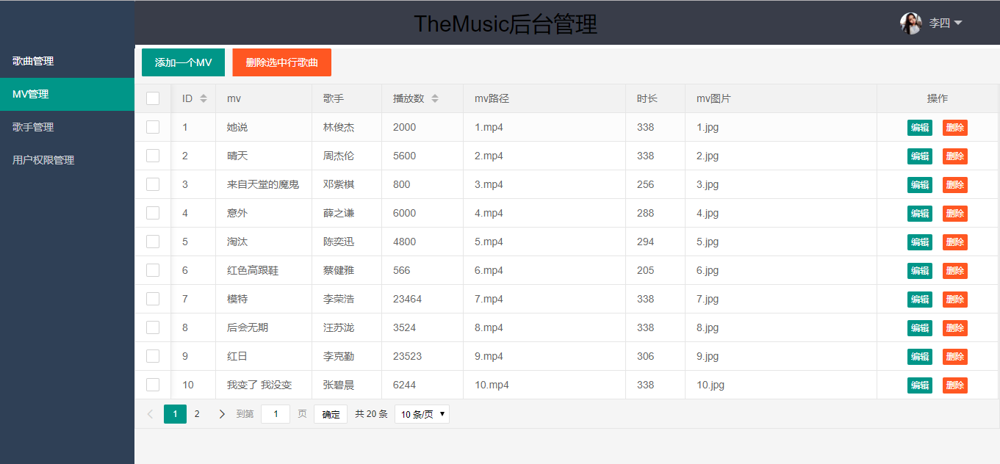 TheMusic后台管理
李四
歌曲管理
MV管理
歌手管理
用户权限管理
添加一个MV 删除选中行歌曲
ID mv 歌手 播放数 mv路径 时长 mv图片 操作
1 她说 林俊杰 2000 1.mp4 338 1.jpg 编辑 删除
2 晴天 周杰伦 5600 2.mp4 338 2.jpg 编辑 删除
3 来自天堂的魔鬼 邓紫棋 800 3.mp4 256 3.jpg 编辑 删除
4 意外 薛之谦 6000 4.mp4 288 4.jpg 编辑 删除
5 淘汰 陈奕迅 4800 5.mp4 294 5.jpg 编辑 删除
6 红色高跟鞋 蔡健雅 566 6.mp4 205 6.jpg 编辑 删除
7 模特 李荣浩 23464 7.mp4 338 7.jpg 编辑 删除
8 后会无期 汪苏泷 3524 8.mp4 338 8.jpg 编辑 删除
9 红日 李克勤 23523 9.mp4 306 9.jpg 编辑 删除
10 我变了 我没变 张碧晨 6244 10.mp4 338 10.jpg 编辑 删除
1 2 到第 1 页 确定 共 20 条 10 条/页